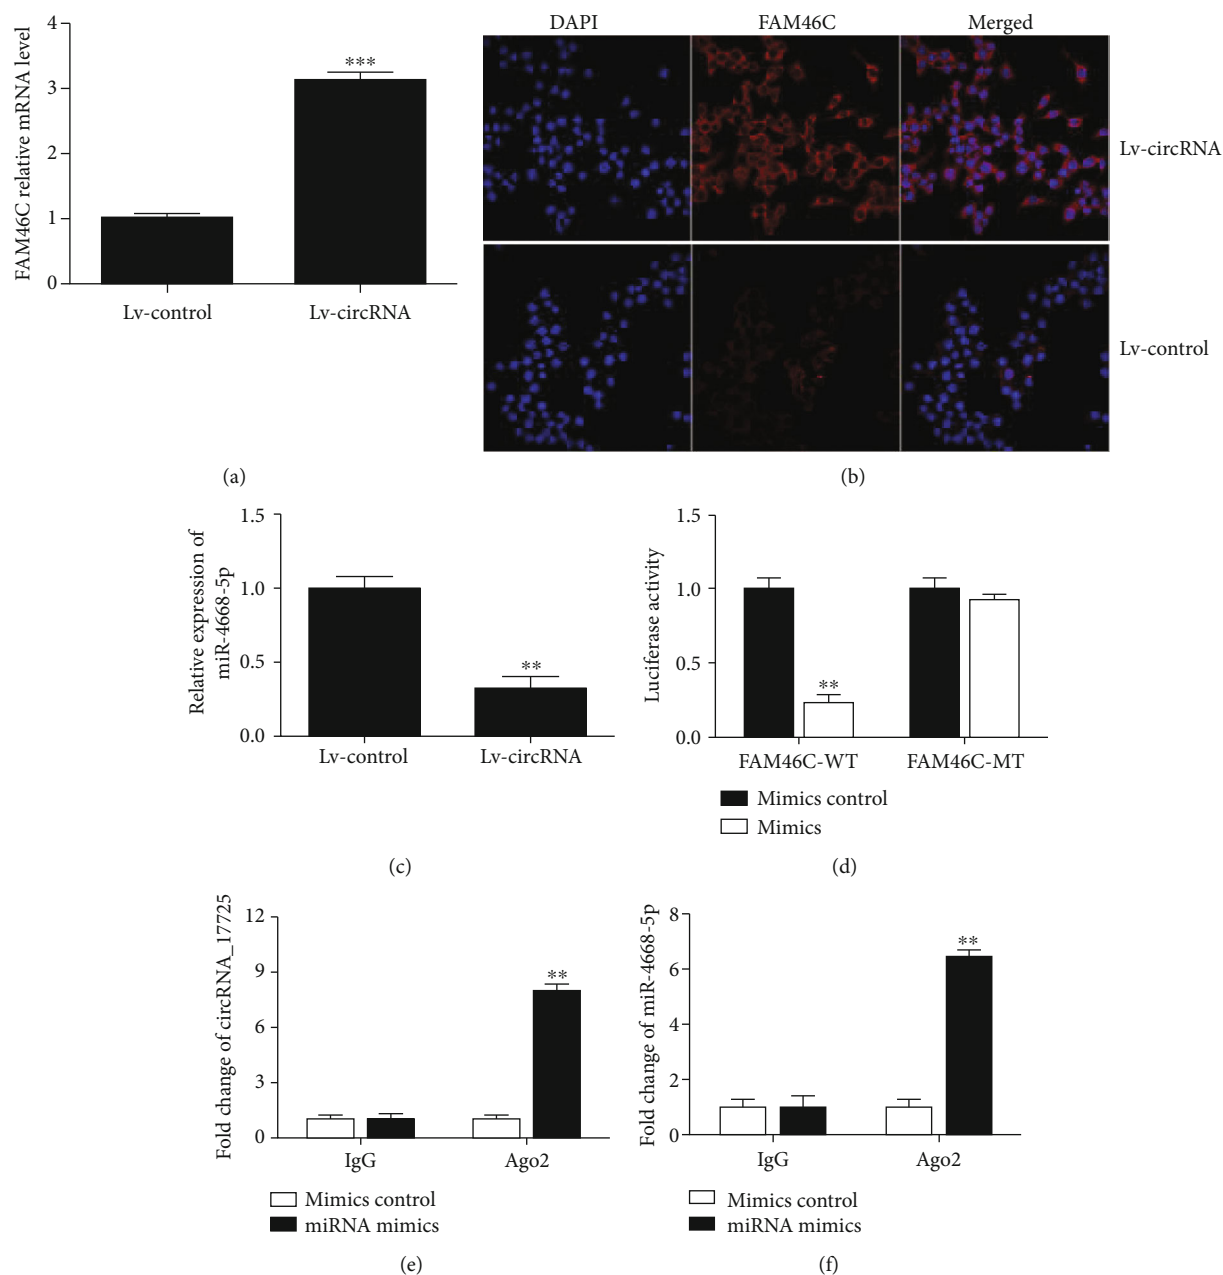 FAM46C relative mRNA level
4
3
2
1
0
***
Lv-control
Lv-circRNA
(a)
DAPI
FAM46C
Merged
Lv-circRNA
Lv-control
(b)
Relative expression of
miR-4668-5p
1.5
1.0
0.5
0.0
**
Lv-control
Lv-circRNA
(c)
Luciferase activity
1.5
1.0
0.5
0.0
**
FAM46C-WT
FAM46C-MT
Mimics control
Mimics
(d)
Fold change of circRNA_17725
12
9
6
3
0
**
IgG
Ago2
Mimics control
miRNA mimics
(e)
Fold change of miR-4668-5p
8
6
4
2
0
**
IgG
Ago2
Mimics control
miRNA mimics
(f)